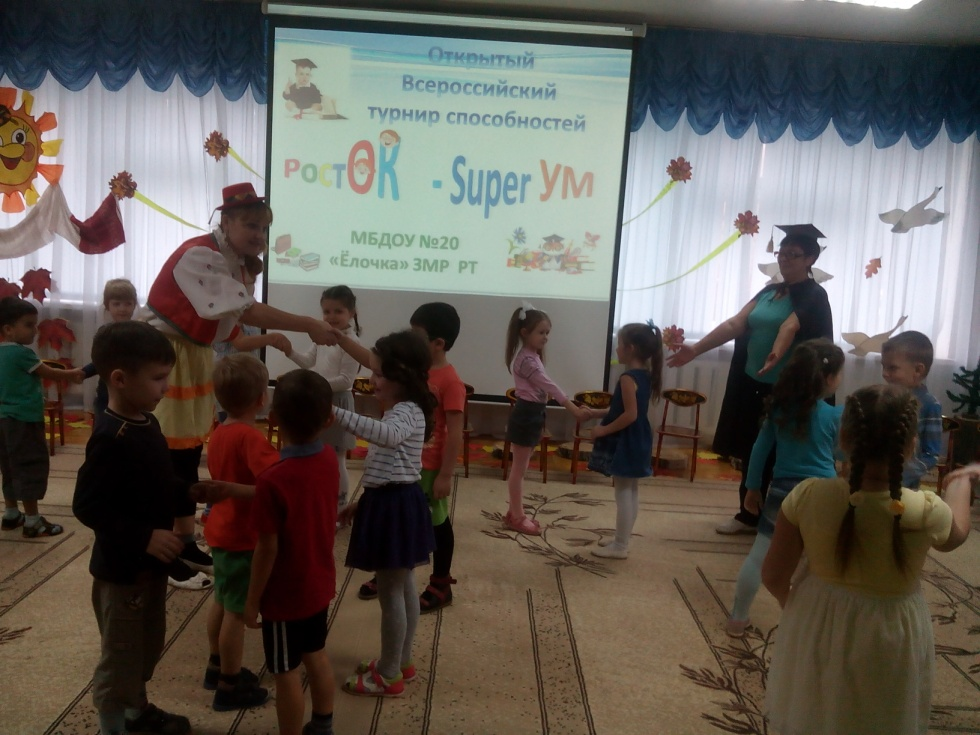 Открытый
Всероссийский
турнир способностей
РостОК - Super УМ
МБДОУ №20
«Ёлочка» ЗМР РТ